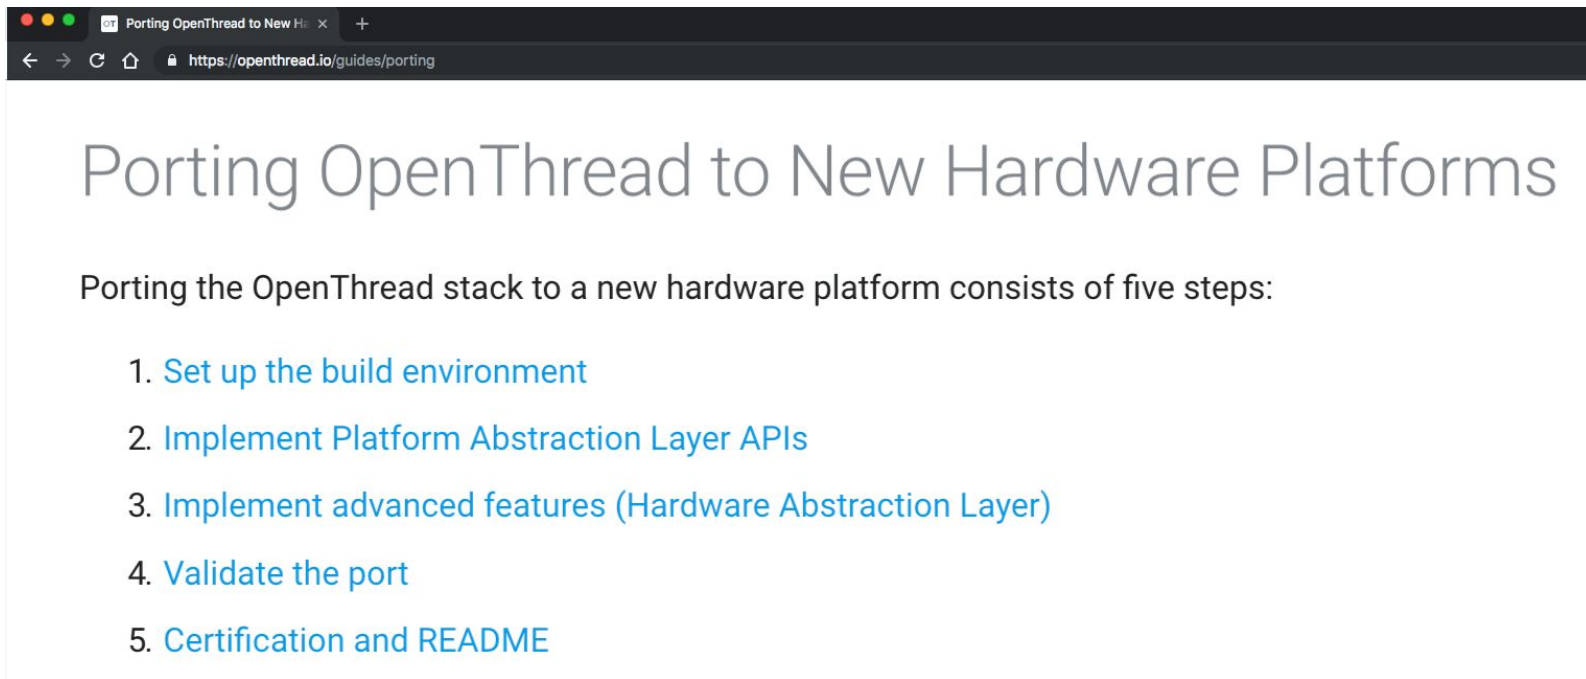 OT Porting OpenThread to New Ha
https://openthread.io/guides/porting
Porting OpenThread to New Hardware Platforms
Porting the OpenThread stack to a new hardware platform consists of five steps:
1. Set up the build environment
2. Implement Platform Abstraction Layer APIs
3. Implement advanced features (Hardware Abstraction Layer)
4. Validate the port
5. Certification and README